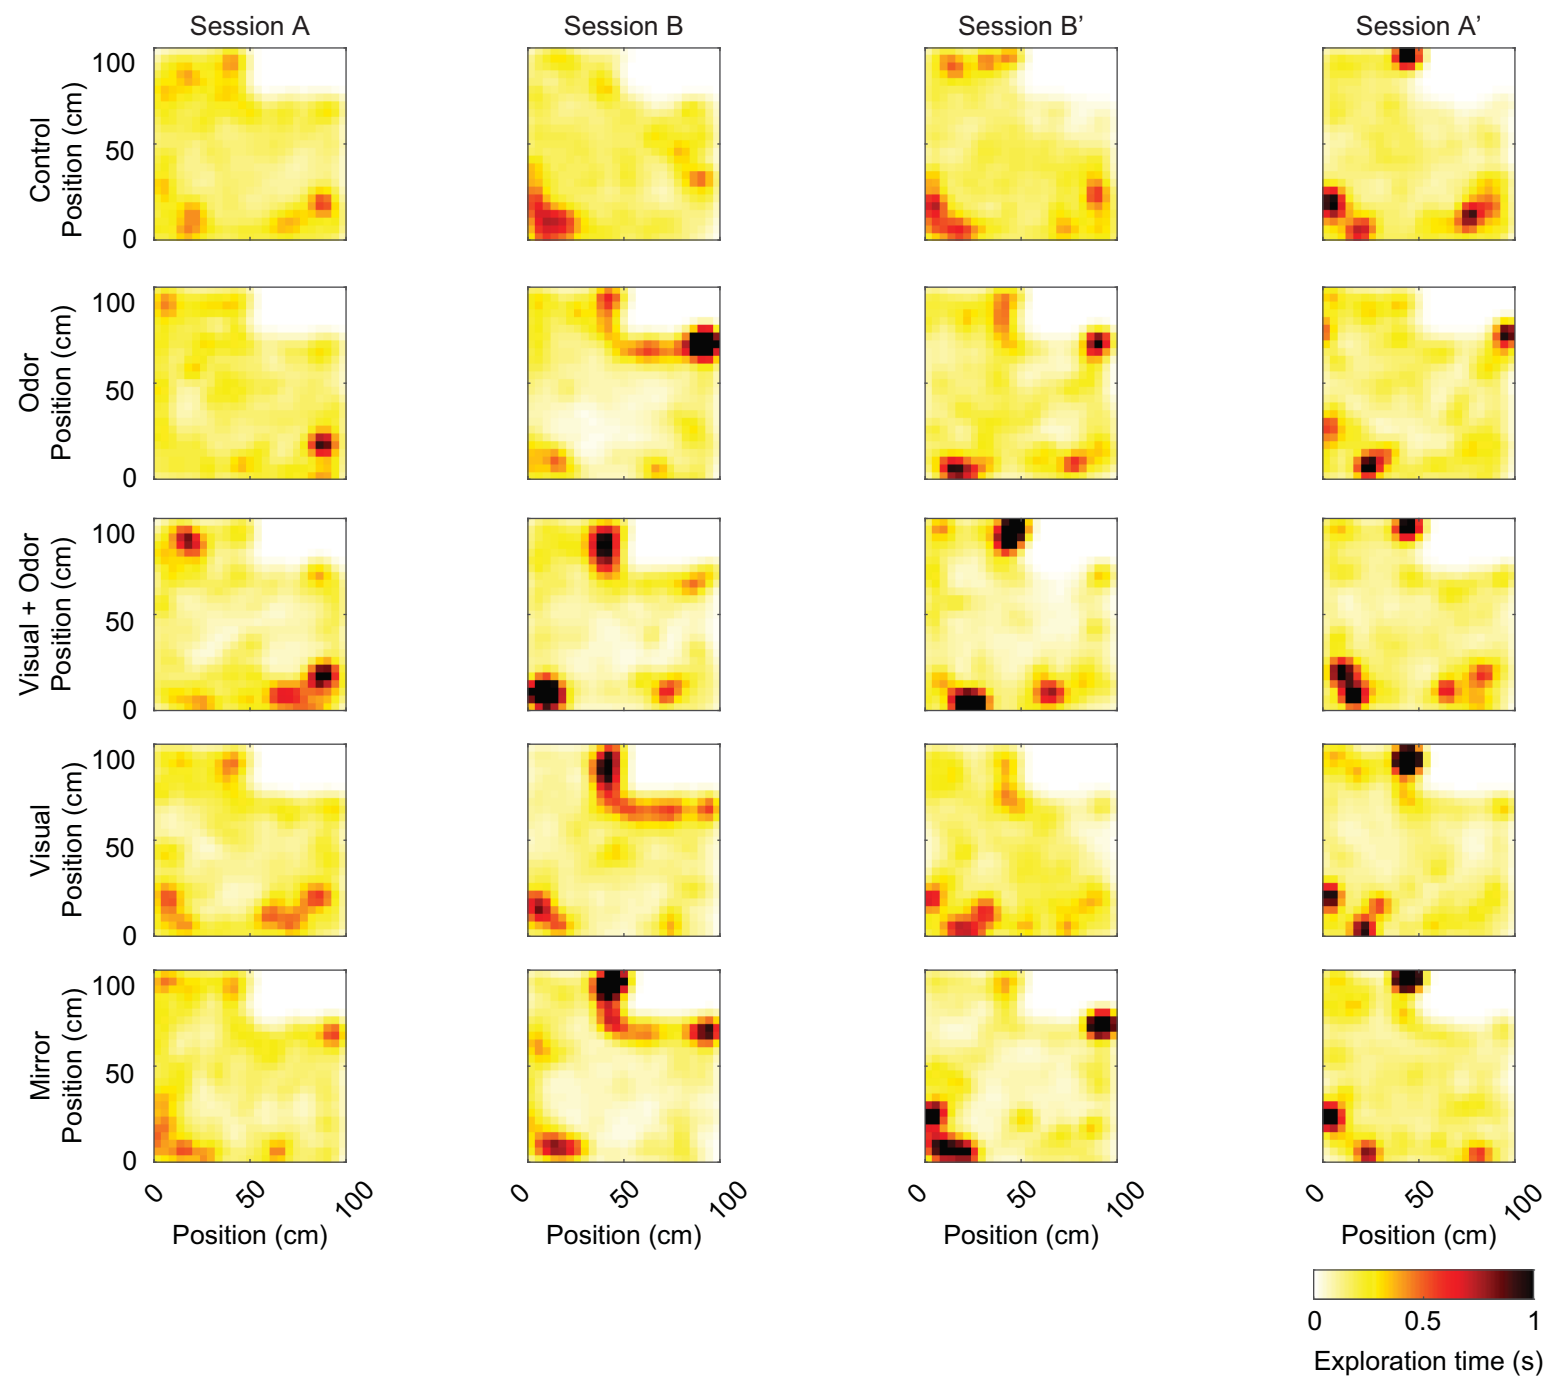 Session A
Session B
Session B’
Session A’
Control
Position (cm)
100
50
0
Odor
Position (cm)
100
50
0
Visual + Odor
Position (cm)
100
50
0
Visual
Position (cm)
100
50
0
Mirror
Position (cm)
100
50
0
0 50 100
0 50 100
0 50 100
0 50 100
Position (cm)
Position (cm)
Position (cm)
Position (cm)
0 0.5 1
Exploration time (s)